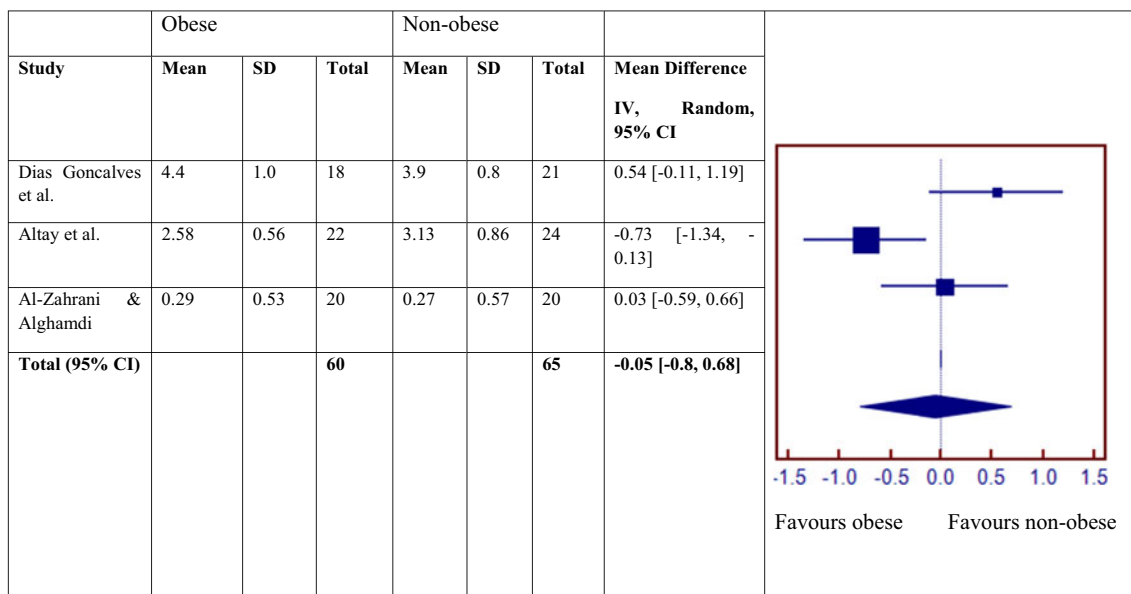 Obese Non-obese
Study Mean SD Total Mean SD Total Mean Difference
IV, Random,
95% CI
Dias Goncalves 4.4 1.0 18 3.9 0.8 21 0.54 [-0.11, 1.19]
et al.
Altay et al. 2.58 0.56 22 3.13 0.86 24 -0.73 [-1.34, -
0.13]
Al-Zahrani & 0.29 0.53 20 0.27 0.57 20 0.03 [-0.59, 0.66]
Alghamdi
Total (95% CI) 60 65 -0.05 [-0.8, 0.68]
-1.5 -1.0 -0.5 0.0 0.5 1.0 1.5
Favours obese Favours non-obese